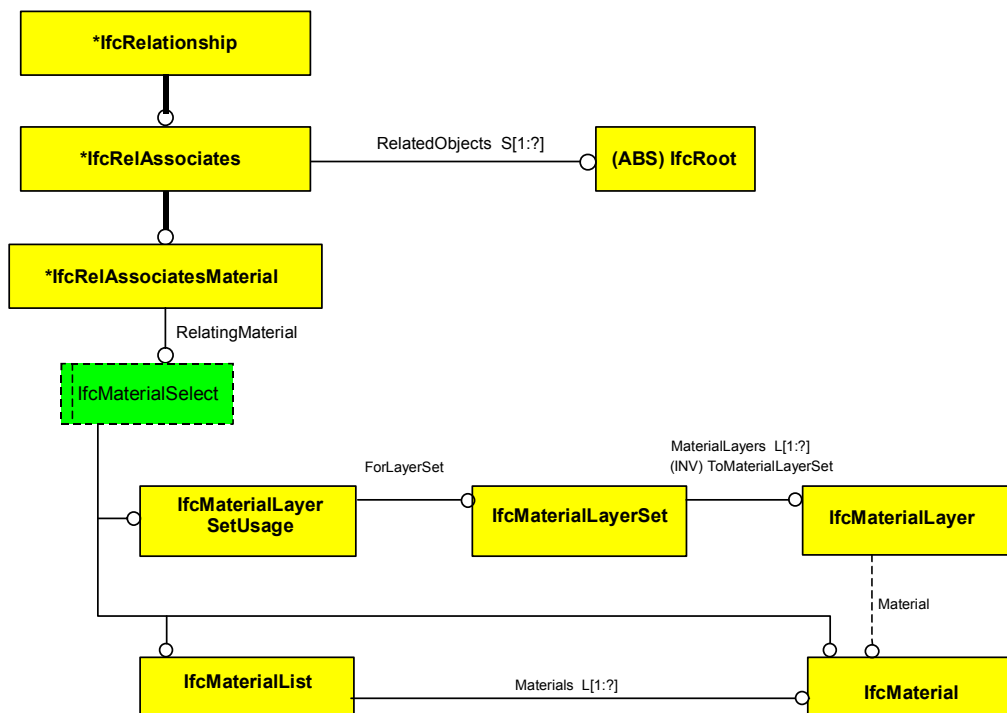 *IfcRelationship
RelatedObjects S[1:?]
*IfcRelAssociates
(ABS) IfcRoot
*IfcRelAssociatesMaterial
RelatingMaterial
IfcMaterialSelect
MaterialLayers L[1:?]
ForLayerSet
(INV) ToMaterialLayerSet
IfcMaterialLayer
SetUsage
IfcMaterialLayerSet
IfcMaterialLayer
Material
IfcMaterialList
Materials L[1:?]
IfcMaterial